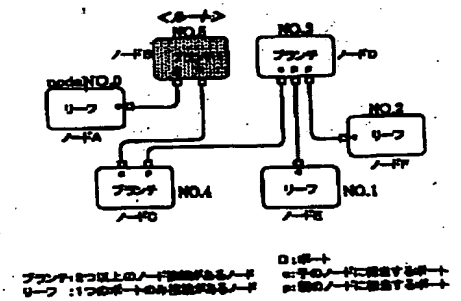 <ルート>
NO.5
NO.3
ノードB
ブランチ
ノードD
nodeNO.0
リーフ
ノードA
NO.2
リーフ
ノードF
ブランチ
NO.4
ノードC
リーフ
NO.1
ノードE
□:ポート
ブランチ:2つ以上のノード接続があるノード
c:子のノードに接続するポート
リーフ :1つのポートのみ接続があるノード
p:親のノードに接続するポート